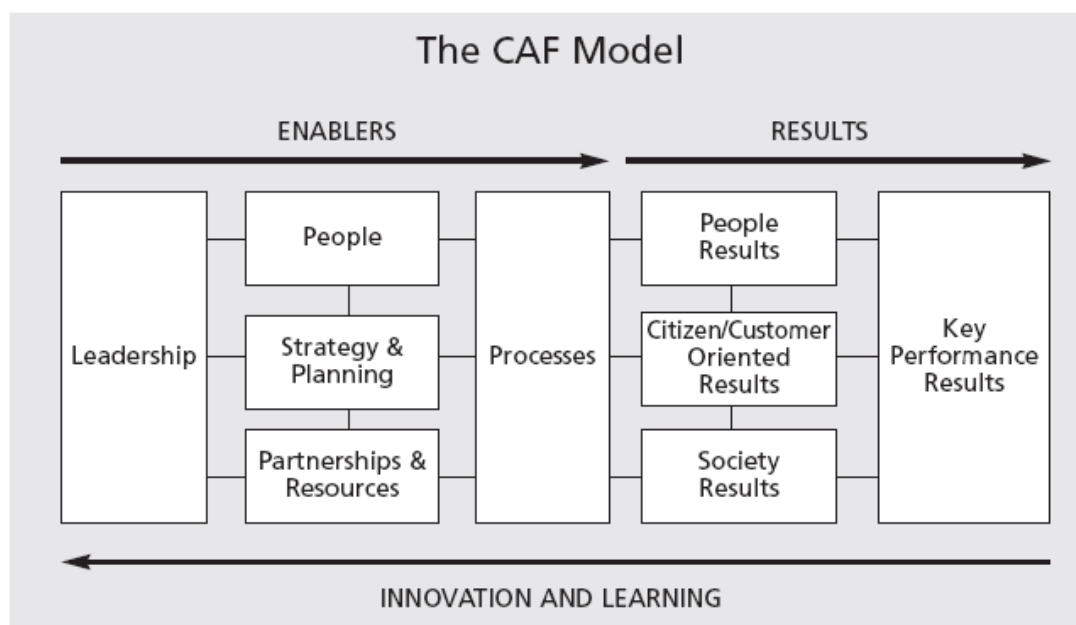 The CAF Model
ENABLERS
RESULTS
Leadership
People
Strategy &
Planning
Partnerships &
Resources
Processes
People
Results
Citizen/Customer
Oriented
Results
Society
Results
Key
Performance
Results
INNOVATION AND LEARNING